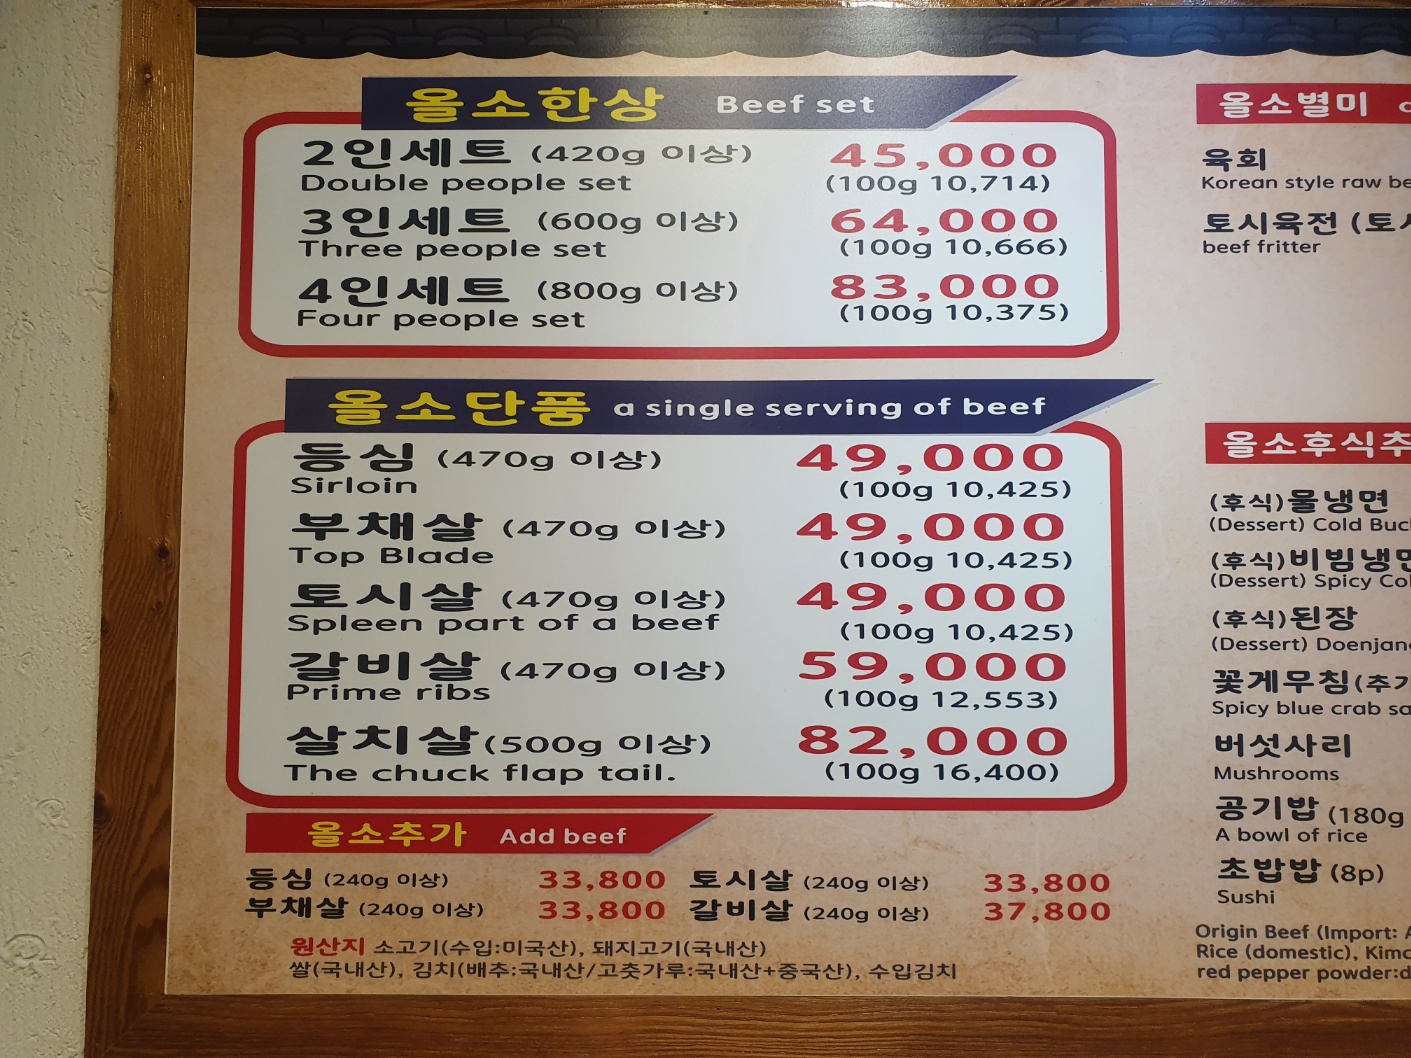 올소한상 Beef set
2인세트 (420g 이상) 45,000
Double people set (100g 10,714)
3인세트 (600g 이상) 64,000
Three people set (100g 10,666)
4인세트 (800g 이상) 83,000
Four people set (100g 10,375)
올소단품 a single serving of beef
등심 (470g 이상) 49,000
Sirloin (100g 10,425)
부채살 (470g 이상) 49,000
Top Blade (100g 10,425)
토시살 (470g 이상) 49,000
Spleen part of a beef (100g 10,425)
갈비살 (470g 이상) 59,000
Prime ribs (100g 12,553)
살치살(500g 이상) 82,000
The chuck flap tail. (100g 16,400)
올소추가 Add beef
등심 (240g 이상) 33,800 토시살 (240g 이상) 33,800
부채살 (240g 이상) 33,800 갈비살 (240g 이상) 37,800
원산지 소고기(수입:미국산), 돼지고기(국내산)
쌀(국내산), 김치(배추:국내산/고춧가루:국내산+중국산), 수입김치
올소별미
육회
Korean style raw
토시육전
beef fritter
올소후식
(후식)물냉면
(Dessert) Cold
(후식)비빔냉면
(Dessert) Spicy
(후식)된장
(Dessert) Doenjang
꽃게무침(추가
Spicy blue crab
버섯사리
Mushrooms
공기밥 (180g
A bowl of rice
초밥밥 (8p)
Sushi
Origin Beef (Import:
Rice (domestic),
red pepper powder: